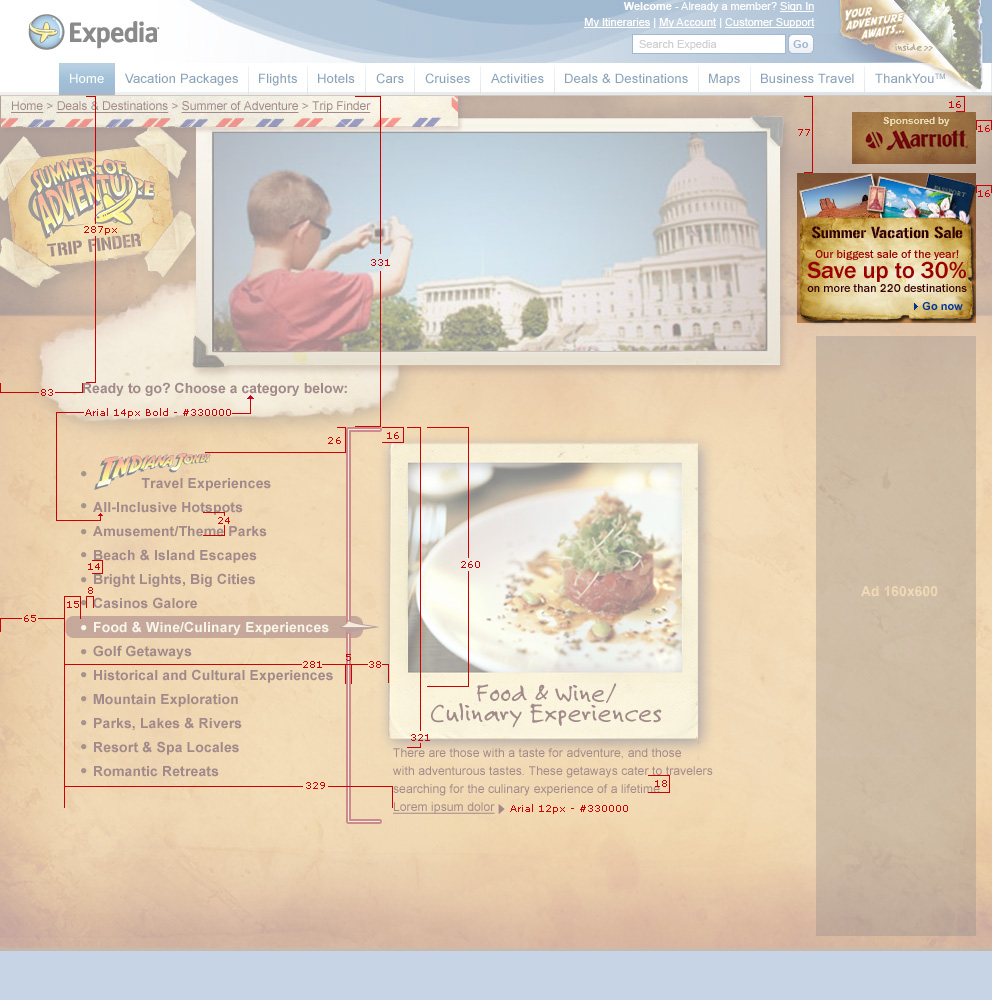 Welcome - Already a member? Sign In
My Itineraries | My Account | Customer Support
Expedia
Search Expedia Go
YOUR
ADVENTURE
AWAITS...
inside >>
Home Vacation Packages Flights Hotels Cars Cruises Activities Deals & Destinations Maps Business Travel ThankYou™
Home > Deals & Destinations > Summer of Adventure > Trip Finder
16
77
Sponsored by
Marriott
16
SUMMER OF
ADVENTURE
TRIP FINDER
287px
331
16
PASSPORT
Summer Vacation Sale
Our biggest sale of the year!
Save up to 30%
on more than 220 destinations
Go now
83
Ready to go? Choose a category below:
Arial 14px Bold - #330000
26
16
INDIANA JONES
Travel Experiences
All-Inclusive Hotspots
24
Amusement/Theme Parks
Beach & Island Escapes
14
Bright Lights, Big Cities
8
15
Casinos Galore
65
Food & Wine/Culinary Experiences
Golf Getaways
281
5
38
Historical and Cultural Experiences
Mountain Exploration
Parks, Lakes & Rivers
Resort & Spa Locales
Romantic Retreats
329
260
Food & Wine/
Culinary Experiences
321
There are those with a taste for adventure, and those
with adventurous tastes. These getaways cater to travelers
searching for the culinary experience of a lifetime.
18
Lorem ipsum dolor
Arial 12px - #330000
Ad 160x600